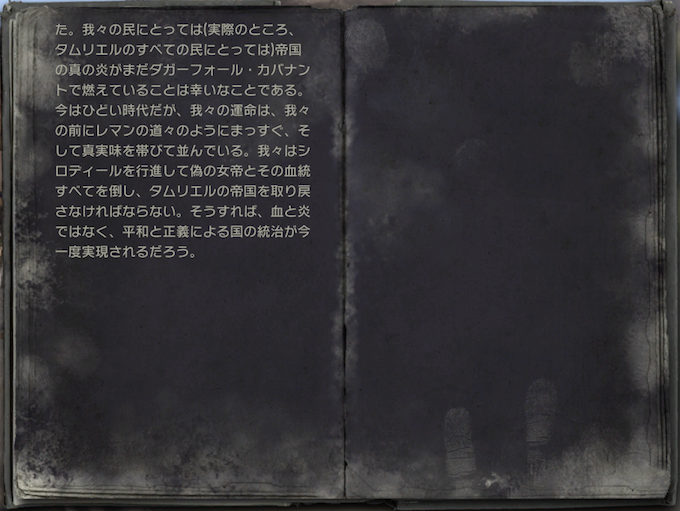 た。我々の民にとっては(実際のところ、
タムリエルのすべての民にとっては)帝国
の真の炎がまだダガーフォール・カバナン
トで燃えていることは幸いなことである。
今はひどい時代だが、我々の運命は、我々
の前にレマンの道々のようにまっすぐ、そ
して真実味を帯びて並んでいる。我々はシ
ロディールを行進して偽の女帝とその血統
すべてを倒し、タムリエルの帝国を取り戻
さなければならない。そうすれば、血と炎
ではなく、平和と正義による国の統治が今
一度実現されるだろう。